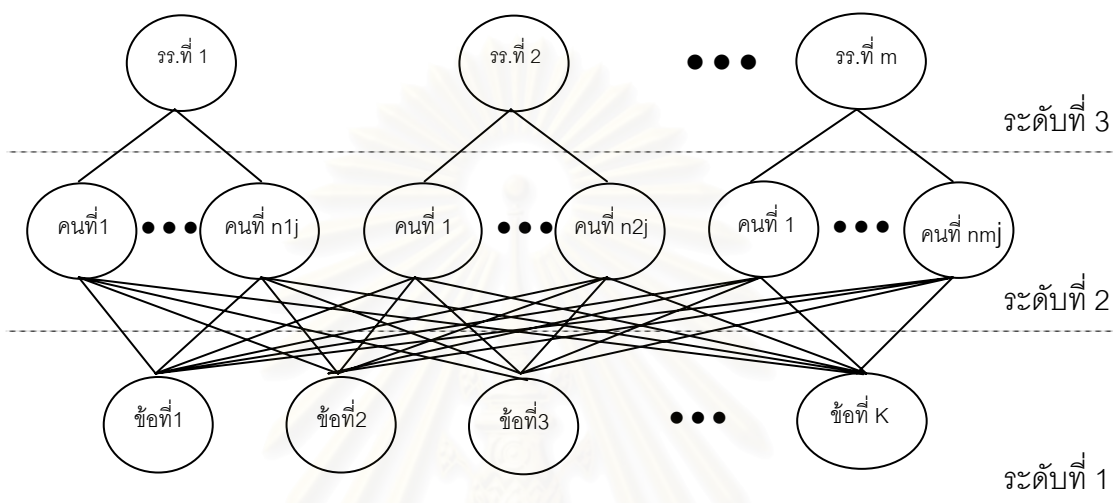 รร.ที่ 1
รร.ที่ 2
รร.ที่ m
ระดับที่ 3
คนที่1
คนที่ n1j
คนที่ 1
คนที่ n2j
คนที่ 1
คนที่ nmj
ระดับที่ 2
ข้อที่1
ข้อที่2
ข้อที่3
ข้อที่ K
ระดับที่ 1